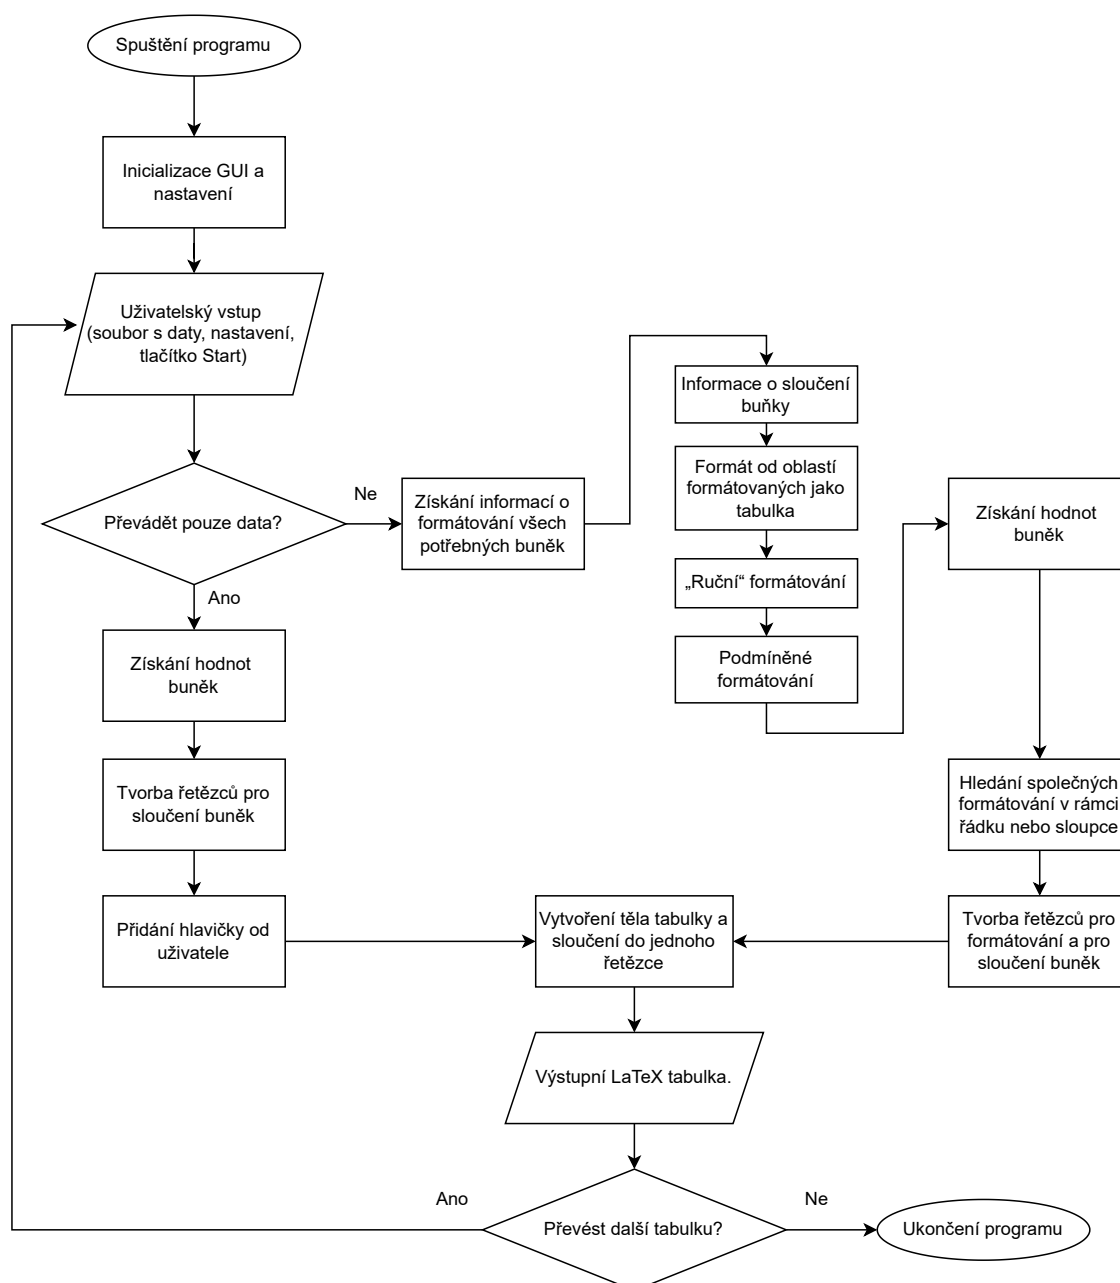 Spuštění programu
Inicializace GUI a
nastavení
Uživatelský vstup
(soubor s daty, nastavení,
tlačítko Start)
Převádět pouze data?
Ne
Získání informací o
formátování všech
potřebných buněk
Informace o sloučení
buňky
Formát od oblastí
formátovaných jako
tabulka
„Ruční“ formátování
Podmíněné
formátování
Získání hodnot
buněk
Hledání společných
formátování v rámci
řádku nebo sloupce
Tvorba řetězců pro
formátování a pro
sloučení buněk
Ano
Získání hodnot
buněk
Tvorba řetězců pro
sloučení buněk
Přidání hlavičky od
uživatele
Vytvoření těla tabulky a
sloučení do jednoho
řetězce
Výstupní LaTeX tabulka.
Převést další tabulku?
Ano
Ne
Ukončení programu